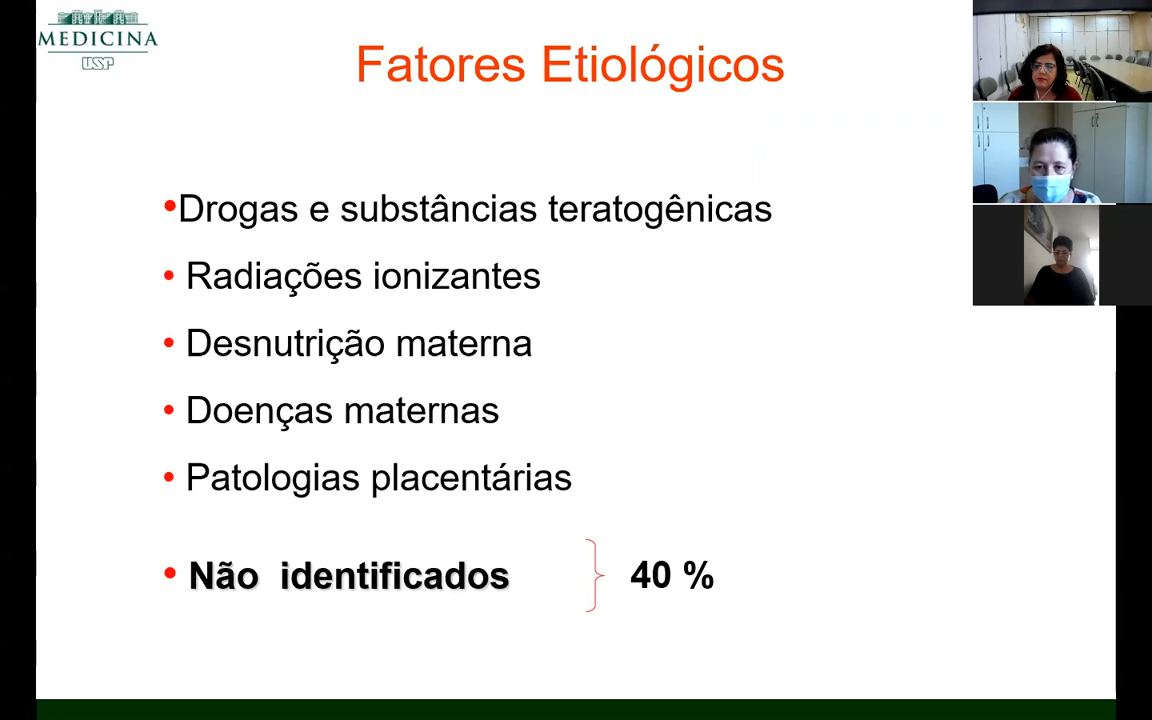 MEDICINA
USP
Fatores Etiológicos
•Drogas e substâncias teratogênicas
• Radiações ionizantes
• Desnutrição materna
• Doenças maternas
• Patologias placentárias
• Não identificados 40 %